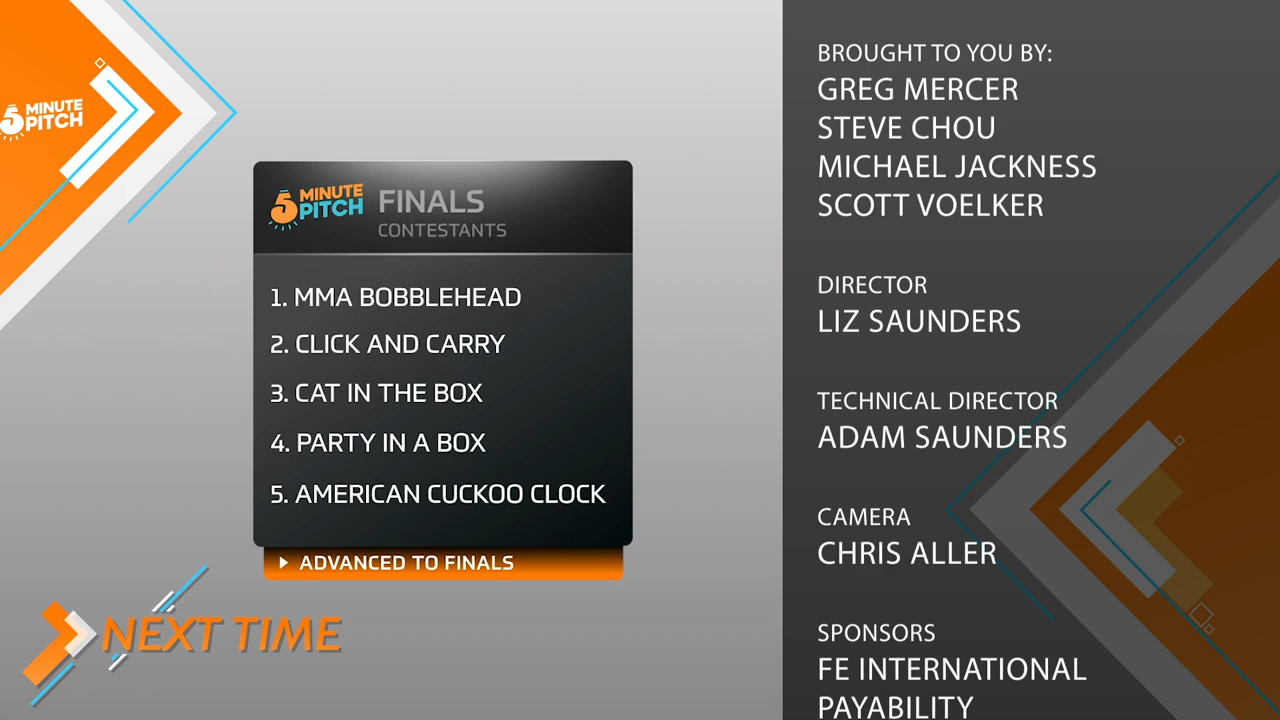 5 MINUTE
PITCH
5 MINUTE
PITCH
FINALS
CONTESTANTS
1. MMA BOBBLEHEAD
2. CLICK AND CARRY
3. CAT IN THE BOX
4. PARTY IN A BOX
5. AMERICAN CUCKOO CLOCK
ADVANCED TO FINALS
NEXT TIME
BROUGHT TO YOU BY:
GREG MERCER
STEVE CHOU
MICHAEL JACKNESS
SCOTT VOELKER
DIRECTOR
LIZ SAUNDERS
TECHNICAL DIRECTOR
ADAM SAUNDERS
CAMERA
CHRIS ALLER
SPONSORS
FE INTERNATIONAL
PAYABILITY